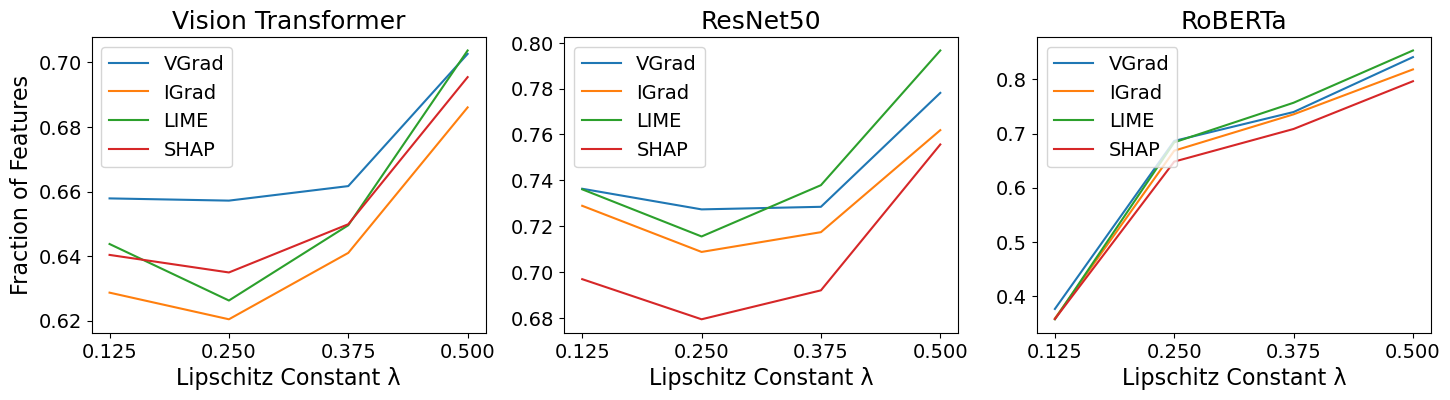 Vision Transformer
Fraction of Features
0.70
0.68
0.66
0.64
0.62
VGrad
IGrad
LIME
SHAP
0.125 0.250 0.375 0.500
Lipschitz Constant λ
ResNet50
0.80
0.78
0.76
0.74
0.72
0.70
0.68
VGrad
IGrad
LIME
SHAP
0.125 0.250 0.375 0.500
Lipschitz Constant λ
RoBERTa
0.8
0.7
0.6
0.5
0.4
VGrad
IGrad
LIME
SHAP
0.125 0.250 0.375 0.500
Lipschitz Constant λ